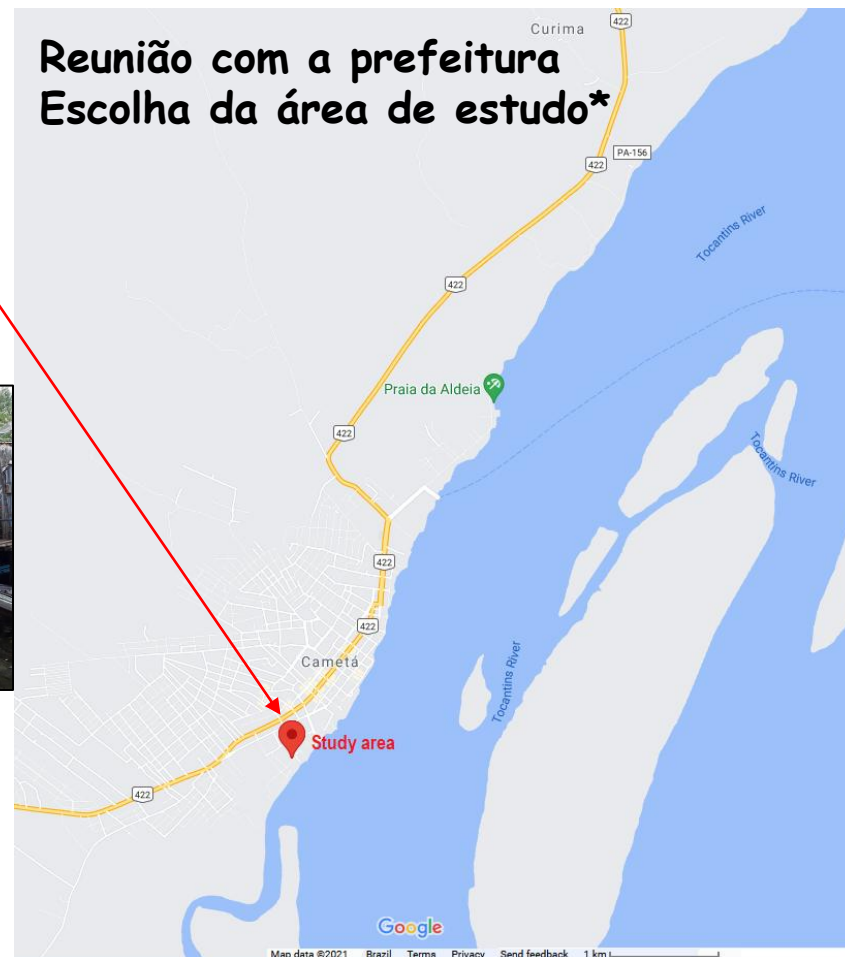 Reunião com a prefeitura
Escolha da área de estudo*
Curima
422
PA-156
422
Tocantins River
422
Praia da Aldeia
422
Tocantins River
422
422
Tocantins River
Cametá
Study area
422
Google
Map data ©2021 Brazil Terms Privacy Send feedback 1 km